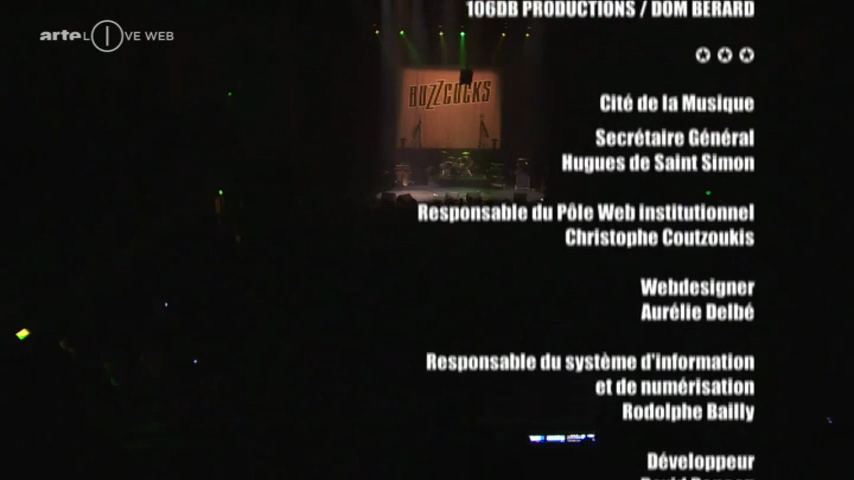 106DB PRODUCTIONS / DOM BERARD
arte L I VE WEB
BUZZCOCKS
Cité de la Musique
Secrétaire Général
Hugues de Saint Simon
Responsable du Pôle Web institutionnel
Christophe Coutzoukis
Webdesigner
Aurélie Delbé
Responsable du système d'information
et de numérisation
Rodolphe Bailly
Développeur